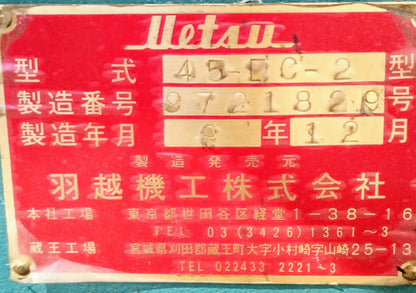 Uetsu
型式 45-EC-2
製造番号 9721829
製造年月 9年12月
製造発売元
羽越機工株式会社
本社工場 東京都世田谷区経堂1-38-16
TEL 03(3426)1361~3
蔵王工場 宮城県刈田郡蔵王町大字小村崎字山崎25-13
TEL 022433 2221~3